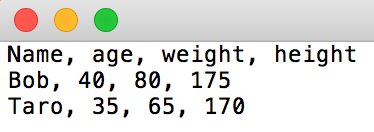 Name, age, weight, height
Bob, 40, 80, 175
Taro, 35, 65, 170